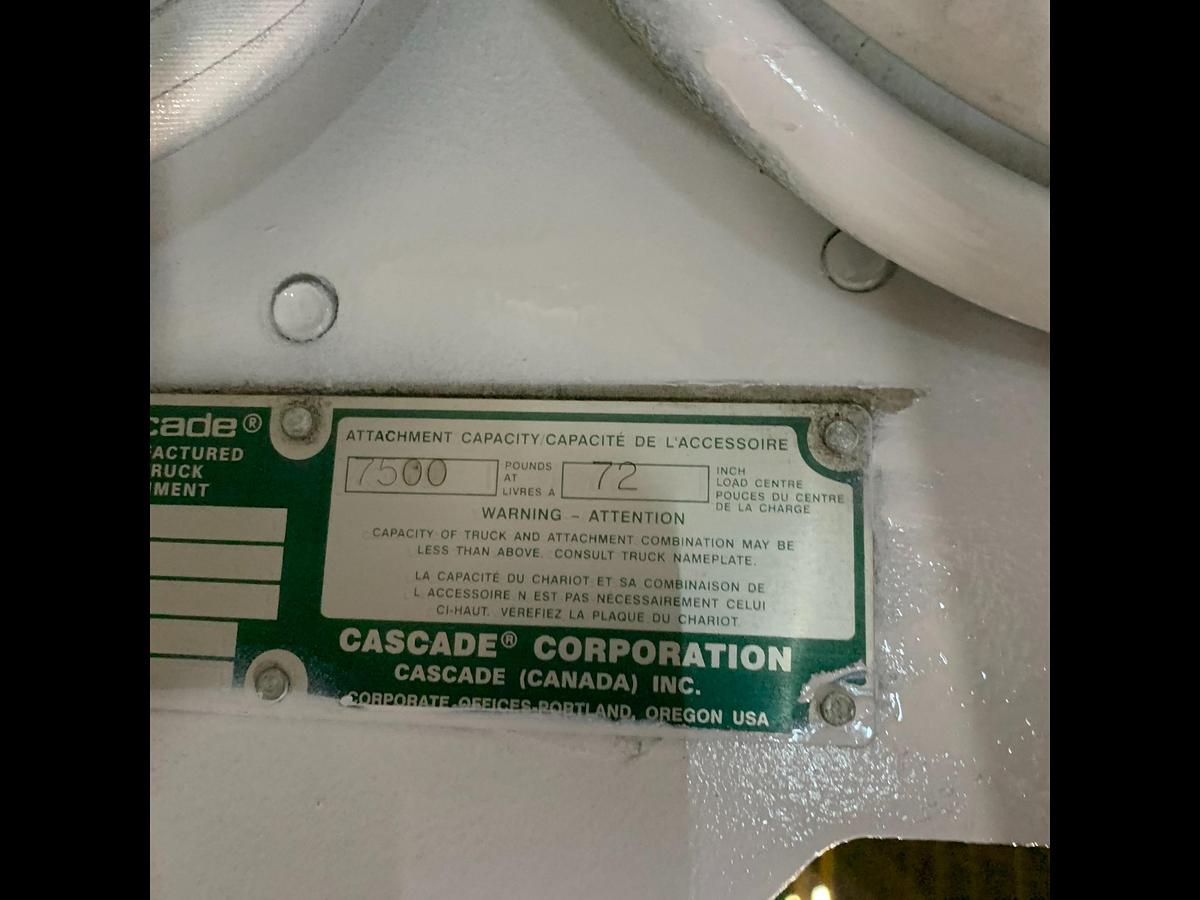 cade®
FACTURED
RUCK
MENT
ATTACHMENT CAPACITY/CAPACITÉ DE L'ACCESSOIRE
7500 POUNDS AT LIVRES A 72 INCH LOAD CENTRE POUCES DU CENTRE DE LA CHARGE
WARNING – ATTENTION
CAPACITY OF TRUCK AND ATTACHMENT COMBINATION MAY BE
LESS THAN ABOVE. CONSULT TRUCK NAMEPLATE.
LA CAPACITÉ DU CHARIOT ET SA COMBINAISON DE
L ACCESSOIRE N EST PAS NÉCESSAIREMENT CELUI
CI-HAUT. VEREFIEZ LA PLAQUE DU CHARIOT.
CASCADE® CORPORATION
CASCADE (CANADA) INC.
CORPORATE OFFICES-PORTLAND, OREGON USA